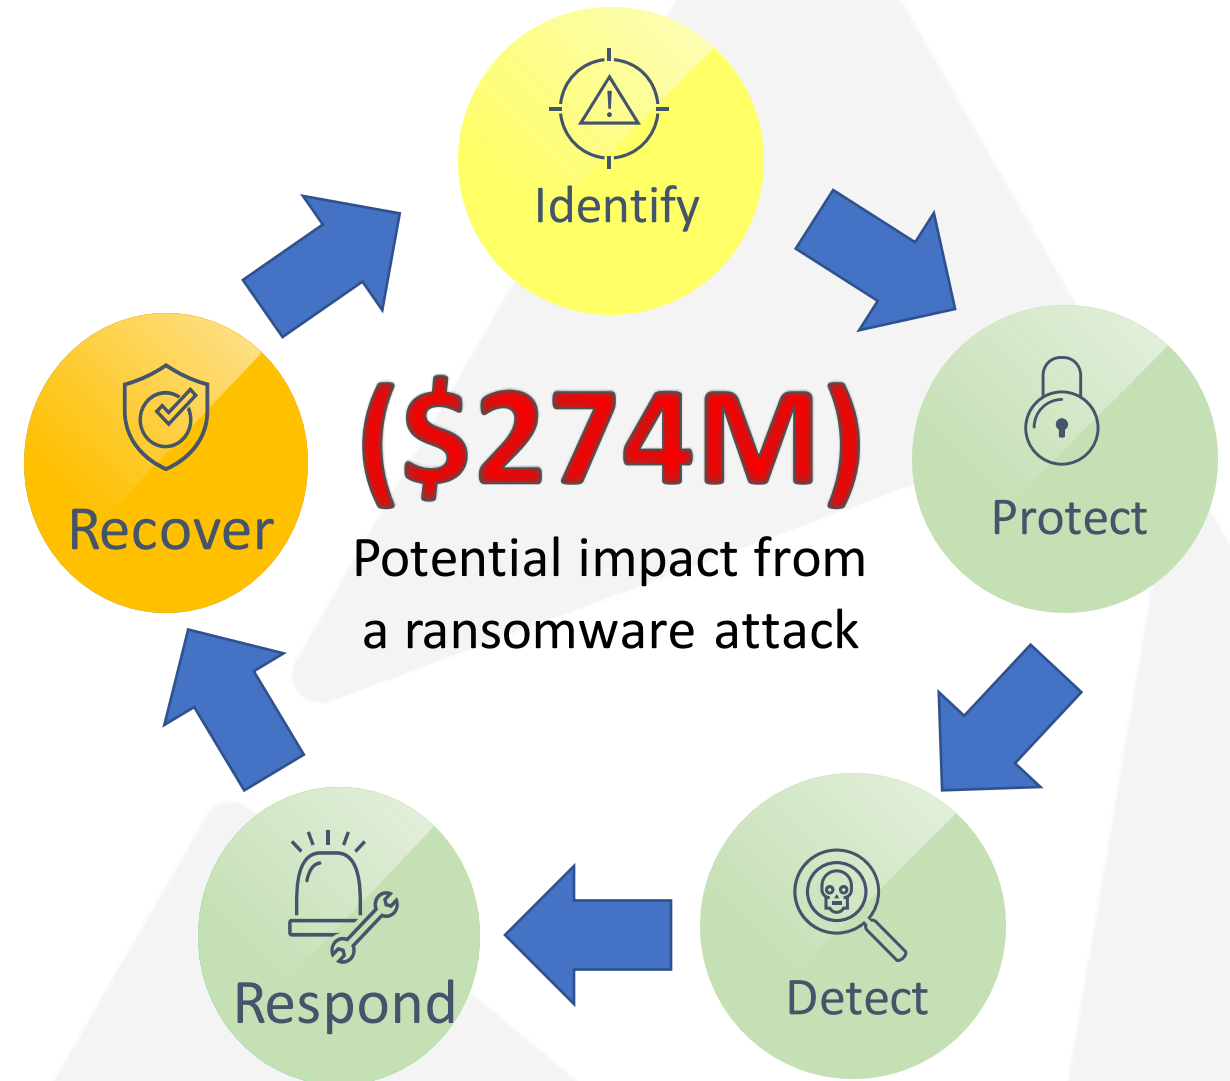 Identify
Protect
Detect
Respond
Recover
($274M)
Potential impact from
a ransomware attack